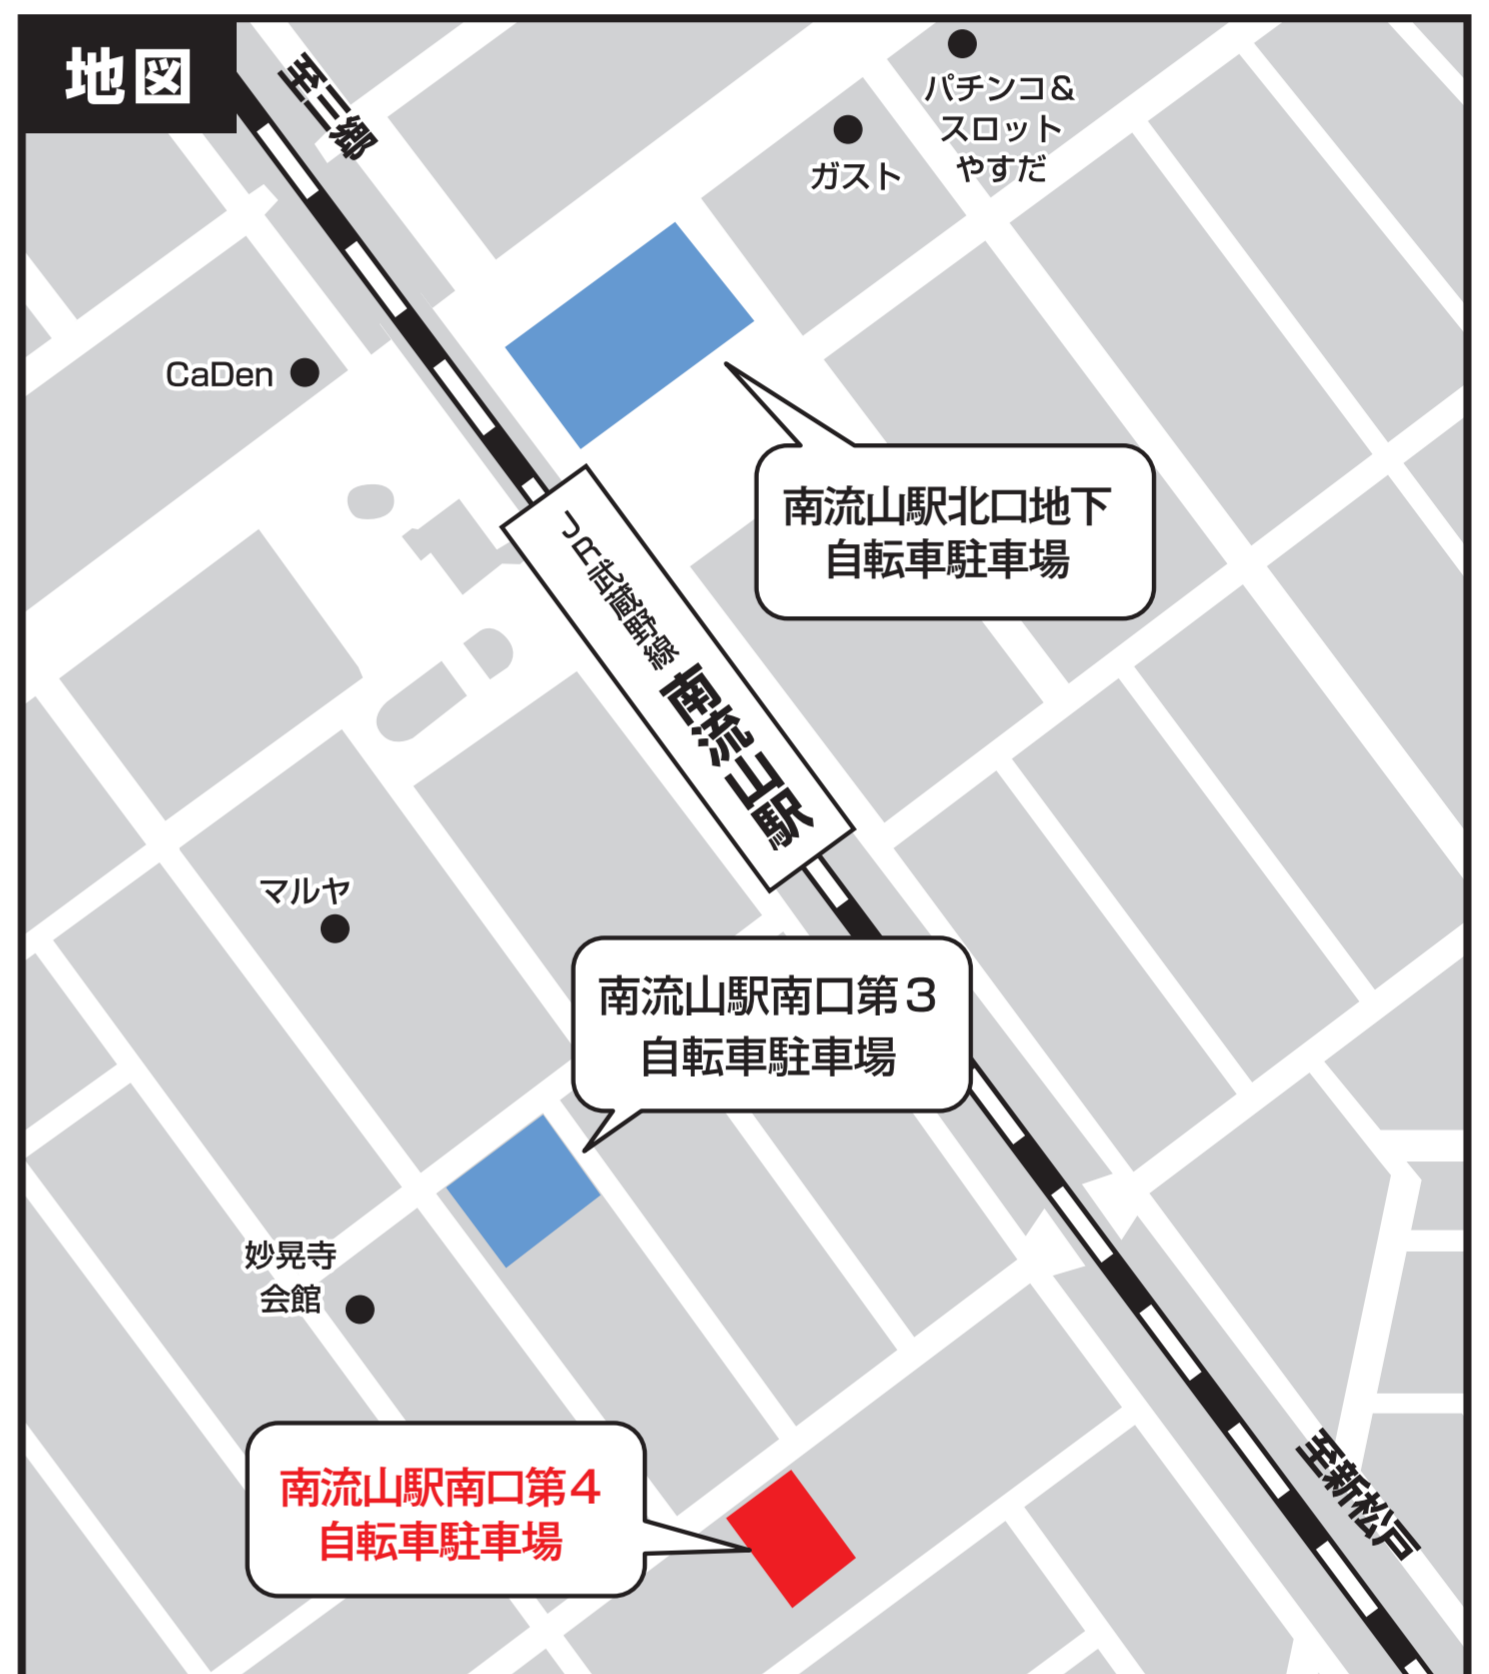 地図
至三郷
パチンコ&
スロット
やすだ
ガスト
CaDen
南流山駅北口地下
自転車駐車場
JR武蔵野線 南流山駅
マルヤ
南流山駅南口第3
自転車駐車場
妙晃寺
会館
南流山駅南口第4
自転車駐車場
至新松戸